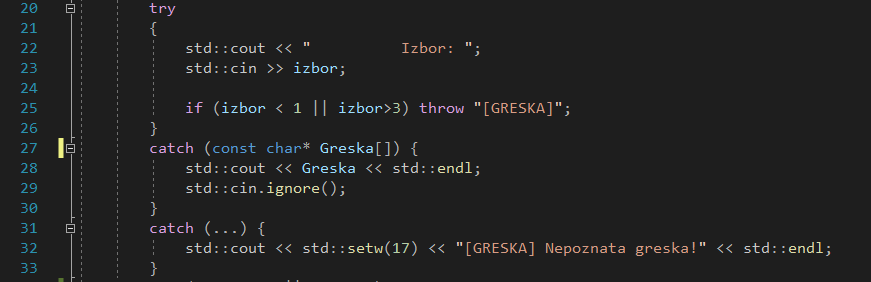 20 try
21 {
22 std::cout << "          Izbor: ";
23 std::cin >> izbor;
24
25 if (izbor < 1 || izbor>3) throw "[GRESKA]";
26 }
27 catch (const char* Greska[]) {
28 std::cout << Greska << std::endl;
29 std::cin.ignore();
30 }
31 catch (...) {
32 std::cout << std::setw(17) << "[GRESKA] Nepoznata greska!" << std::endl;
33 }